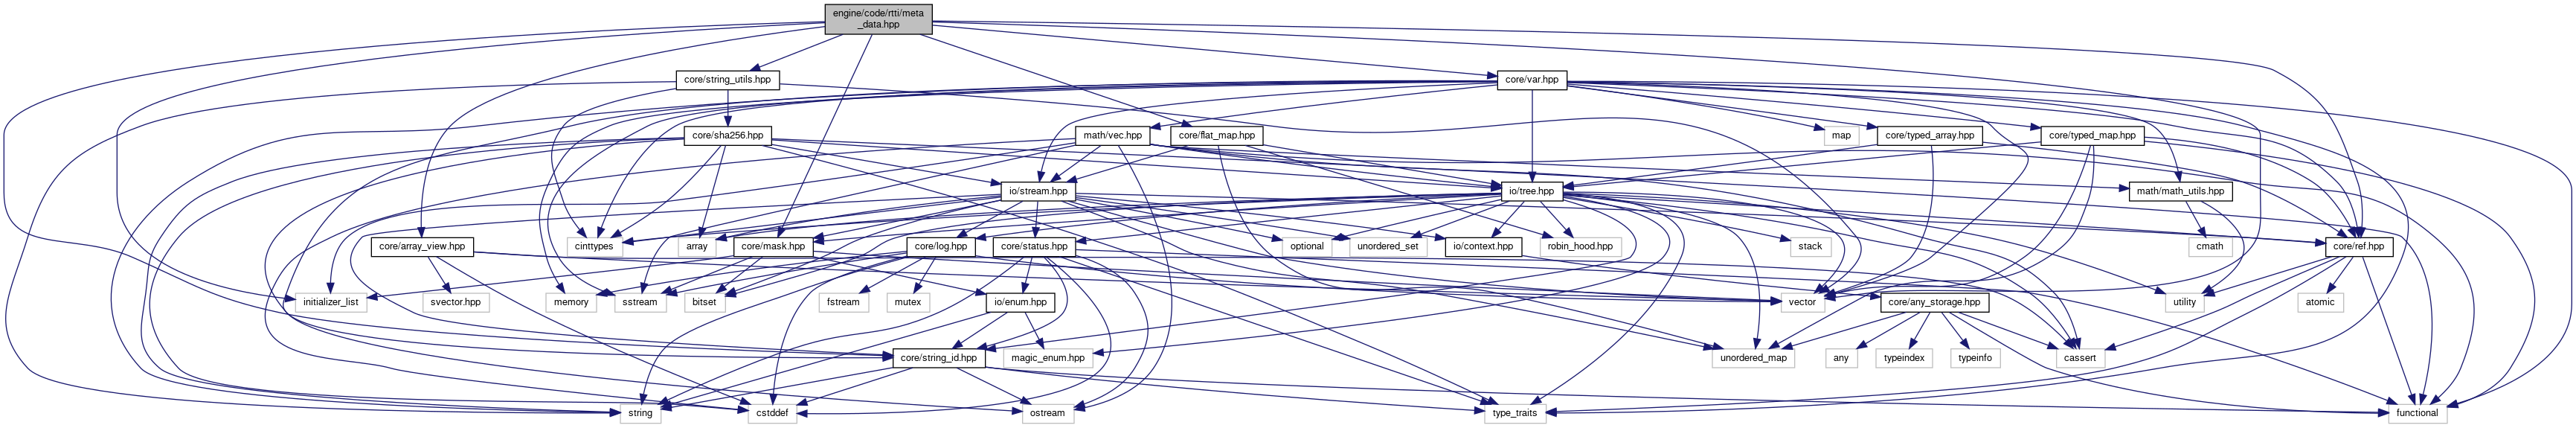 engine/code/rtti/meta
_data.hpp
core/string_utils.hpp
core/var.hpp
core/sha256.hpp
math/vec.hpp
core/flat_map.hpp
map
core/typed_array.hpp
core/typed_map.hpp
io/stream.hpp
io/tree.hpp
math/math_utils.hpp
core/array_view.hpp
cinttypes
array
core/mask.hpp
core/log.hpp
core/status.hpp
optional
unordered_set
io/context.hpp
robin_hood.hpp
stack
cmath
core/ref.hpp
initializer_list
svector.hpp
memory
sstream
bitset
fstream
mutex
io/enum.hpp
vector
core/any_storage.hpp
utility
atomic
core/string_id.hpp
magic_enum.hpp
unordered_map
any
typeindex
typeinfo
cassert
string
cstddef
ostream
type_traits
functional